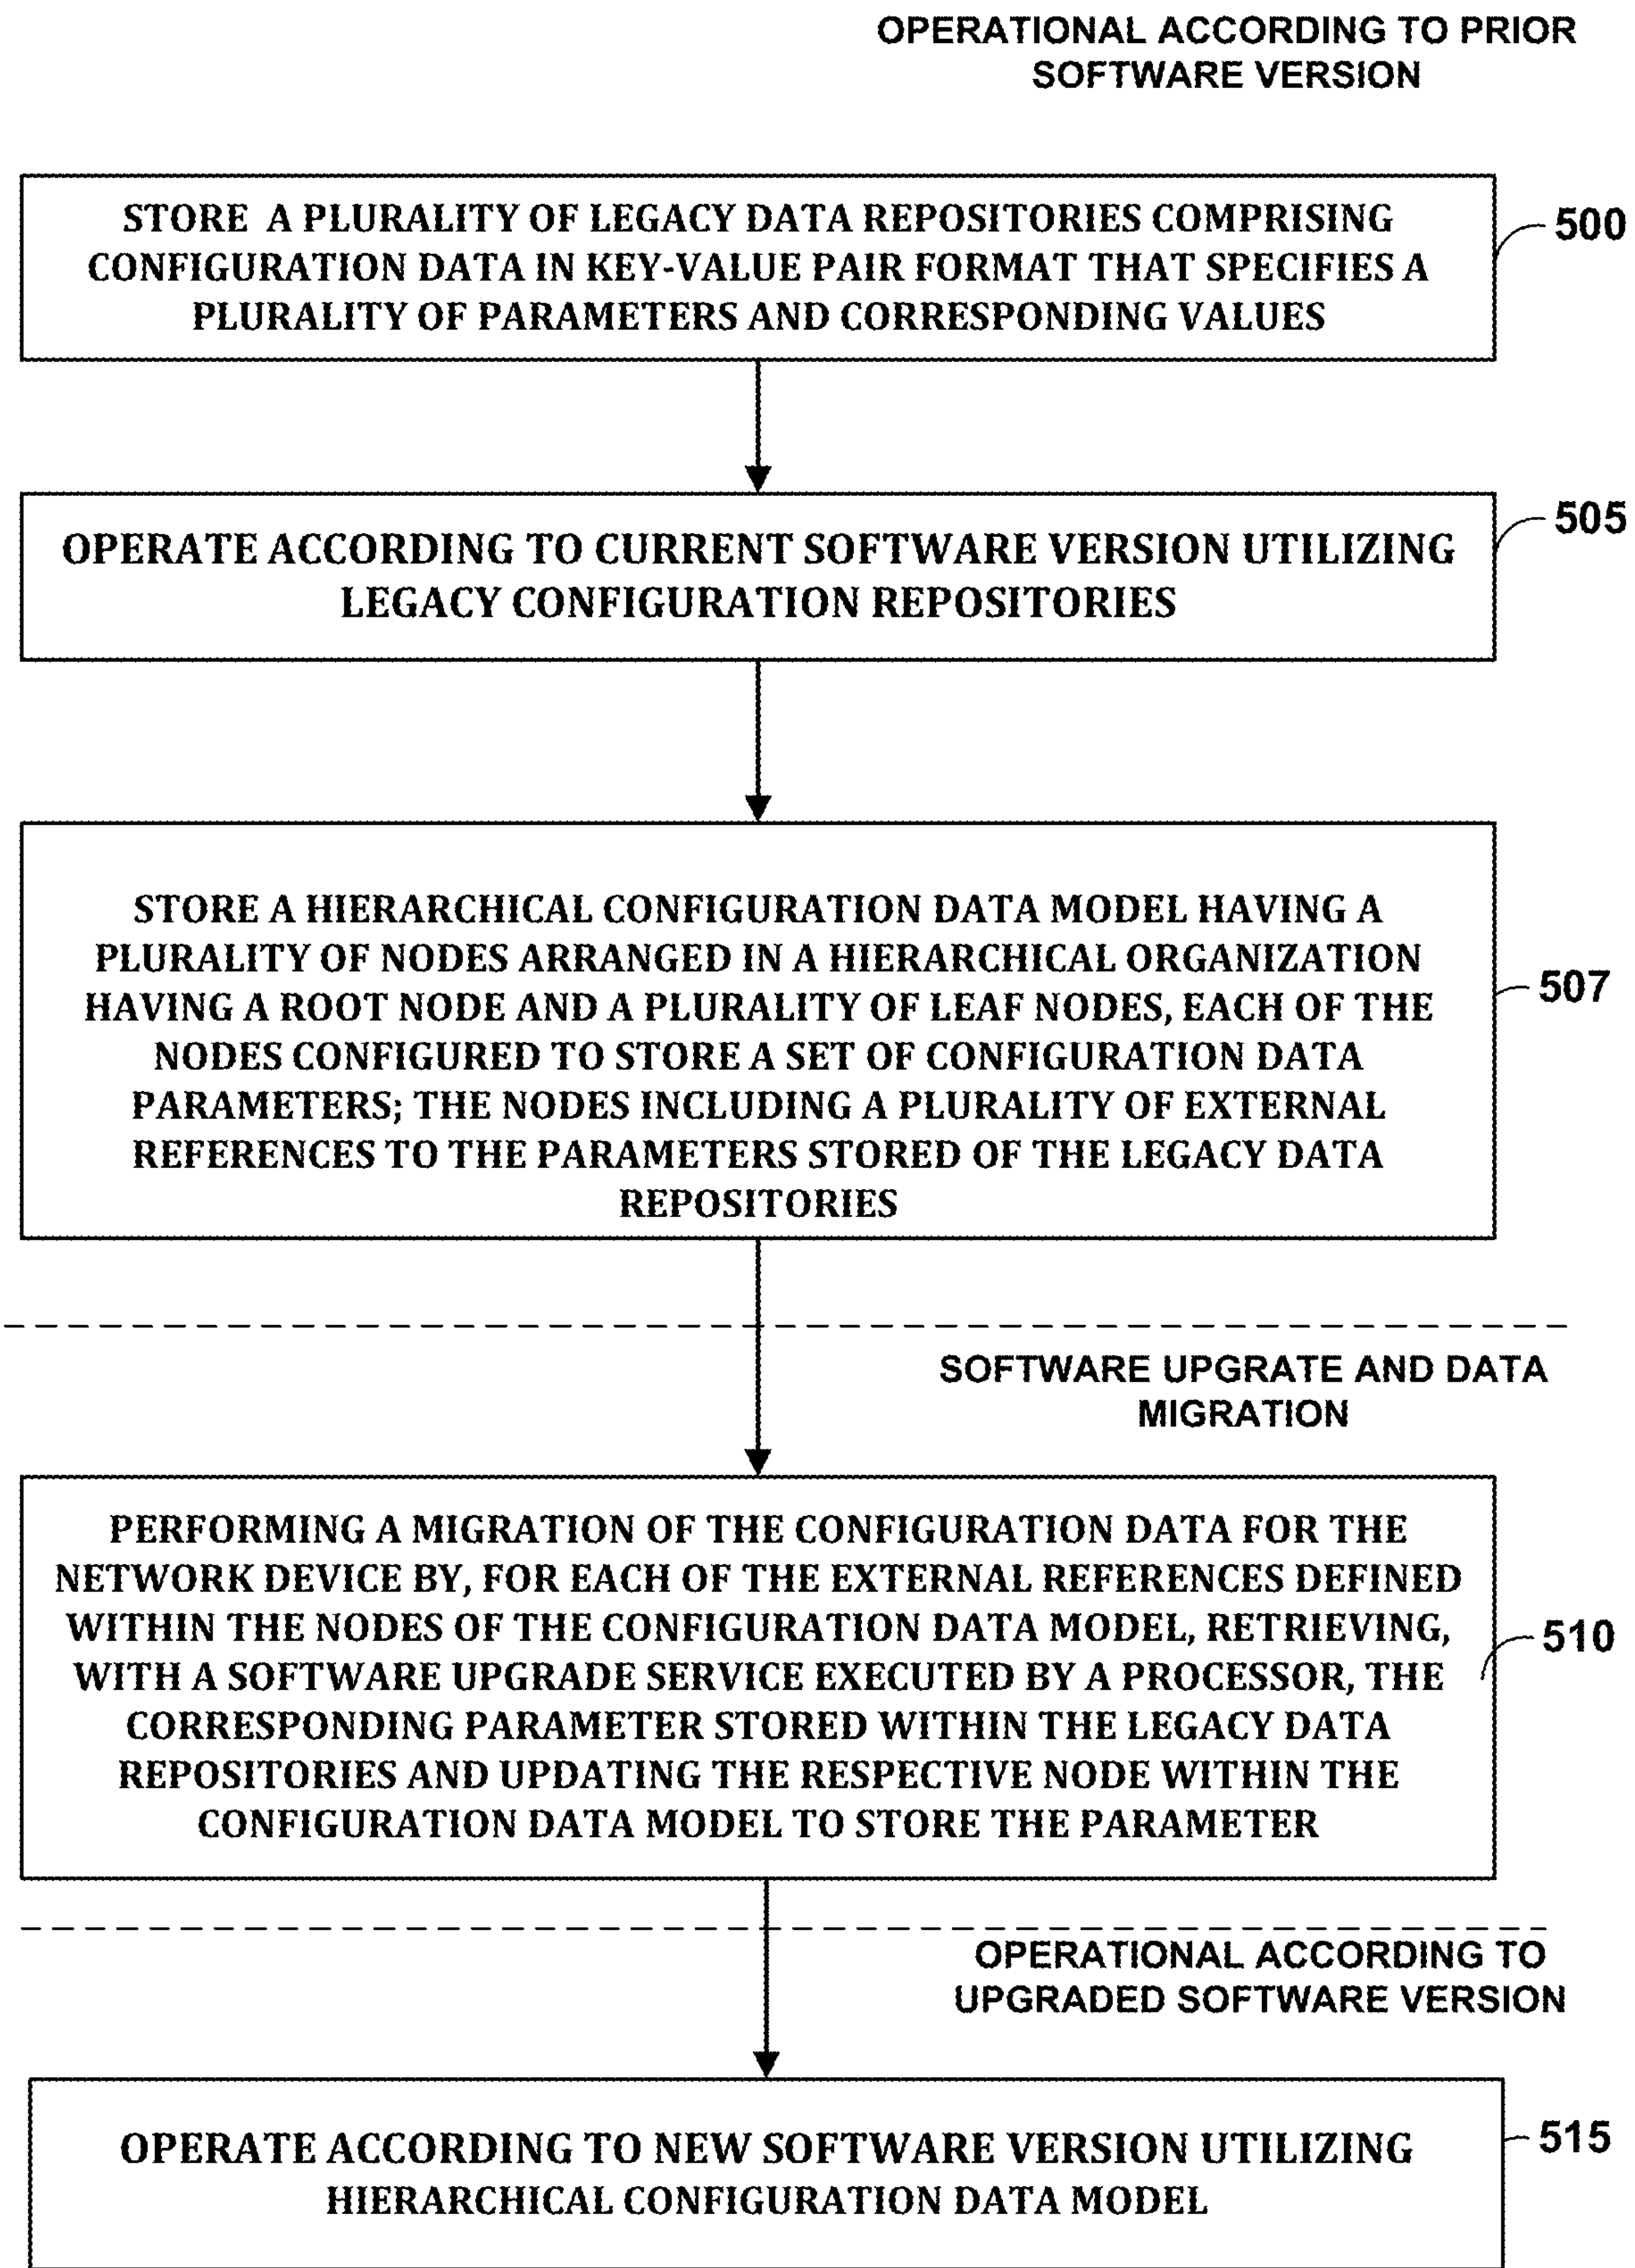 OPERATIONAL ACCORDING TO PRIOR
SOFTWARE VERSION
STORE A PLURALITY OF LEGACY DATA REPOSITORIES COMPRISING
CONFIGURATION DATA IN KEY-VALUE PAIR FORMAT THAT SPECIFIES A
PLURALITY OF PARAMETERS AND CORRESPONDING VALUES
500
OPERATE ACCORDING TO CURRENT SOFTWARE VERSION UTILIZING
LEGACY CONFIGURATION REPOSITORIES
505
STORE A HIERARCHICAL CONFIGURATION DATA MODEL HAVING A
PLURALITY OF NODES ARRANGED IN A HIERARCHICAL ORGANIZATION
HAVING A ROOT NODE AND A PLURALITY OF LEAF NODES, EACH OF THE
NODES CONFIGURED TO STORE A SET OF CONFIGURATION DATA
PARAMETERS; THE NODES INCLUDING A PLURALITY OF EXTERNAL
REFERENCES TO THE PARAMETERS STORED OF THE LEGACY DATA
REPOSITORIES
507
SOFTWARE UPGRATE AND DATA
MIGRATION
PERFORMING A MIGRATION OF THE CONFIGURATION DATA FOR THE
NETWORK DEVICE BY, FOR EACH OF THE EXTERNAL REFERENCES DEFINED
WITHIN THE NODES OF THE CONFIGURATION DATA MODEL, RETRIEVING,
WITH A SOFTWARE UPGRADE SERVICE EXECUTED BY A PROCESSOR, THE
CORRESPONDING PARAMETER STORED WITHIN THE LEGACY DATA
REPOSITORIES AND UPDATING THE RESPECTIVE NODE WITHIN THE
CONFIGURATION DATA MODEL TO STORE THE PARAMETER
510
OPERATIONAL ACCORDING TO
UPGRADED SOFTWARE VERSION
OPERATE ACCORDING TO NEW SOFTWARE VERSION UTILIZING
HIERARCHICAL CONFIGURATION DATA MODEL
515